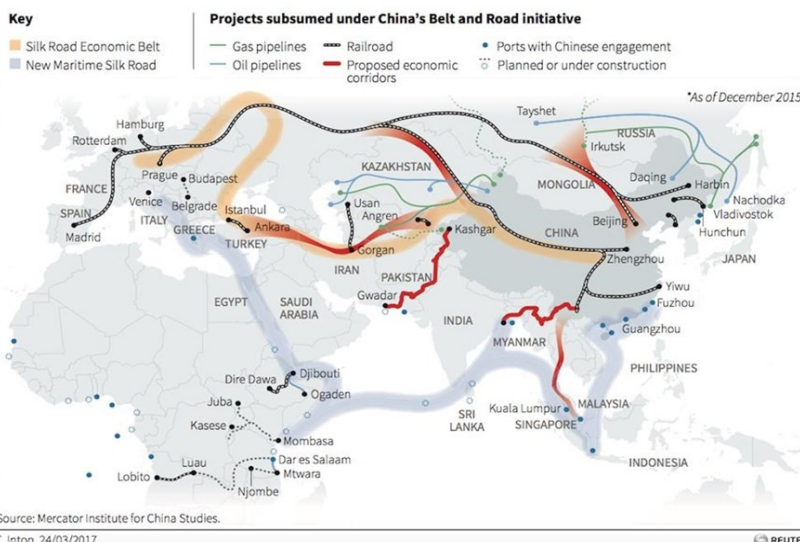 Key
Projects subsumed under China's Belt and Road initiative
Silk Road Economic Belt
New Maritime Silk Road
Gas pipelines
Oil pipelines
Railroad
Proposed economic
corridors
Ports with Chinese engagement
Planned or under construction
*As of December 2015
Tayshet
Hamburg
RUSSIA
Rotterdam
Irkutsk
KAZAKHSTAN
Prague
Budapest
Daqing
Harbin
FRANCE
MONGOLIA
Venice
Belgrade
Usan
Nachodka
SPAIN
ITALY
Istanbul
Angren
Vladivostok
Beijing
GREECE
Ankara
Kashgar
CHINA
Hunchun
Madrid
TURKEY
Gorgan
Zhengzhou
JAPAN
IRAN
PAKISTAN
Yiwu
EGYPT
SAUDI
ARABIA
Gwadar
Fuzhou
INDIA
Guangzhou
MYANMAR
Djibouti
PHILIPPINES
Dire Dawa
Ogaden
Juba
SRI
LANKA
Kuala Lumpur
MALAYSIA
SINGAPORE
Kasese
Mombasa
Dar es Salaam
INDONESIA
Luau
Lobito
Mtwara
Njombe
Source: Mercator Institute for China Studies.
Inton, 24/03/2017
REUTE